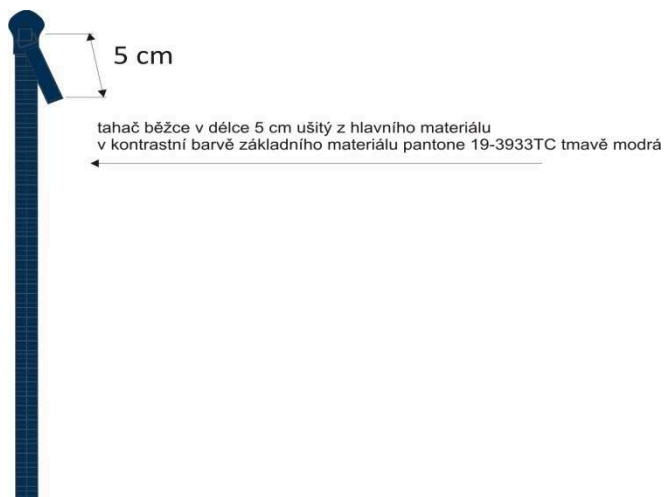 5 cm
tahač běžce v délce 5 cm ušitý z hlavního materiálu
v kontrastní barvě základního materiálu pantone 19-3933TC tmavě modrá